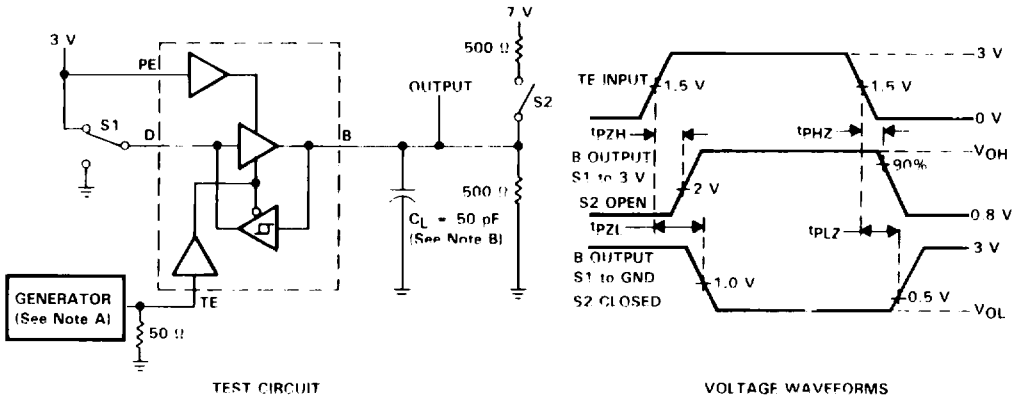 3 V
PE
S1
D
GENERATOR
(See Note A)
50 Ω
TE
B
OUTPUT
CL = 50 pF
(See Note B)
7 V
500 Ω
S2
500 Ω
TEST CIRCUIT
TE INPUT
1.5 V
1.5 V
3 V
0 V
tPZH
tPHZ
B OUTPUT
S1 to 3 V
S2 OPEN
2 V
90%
VOH
0.8 V
tPZL
tPLZ
B OUTPUT
S1 to GND
S2 CLOSED
1.0 V
0.5 V
3 V
VOL
VOLTAGE WAVEFORMS